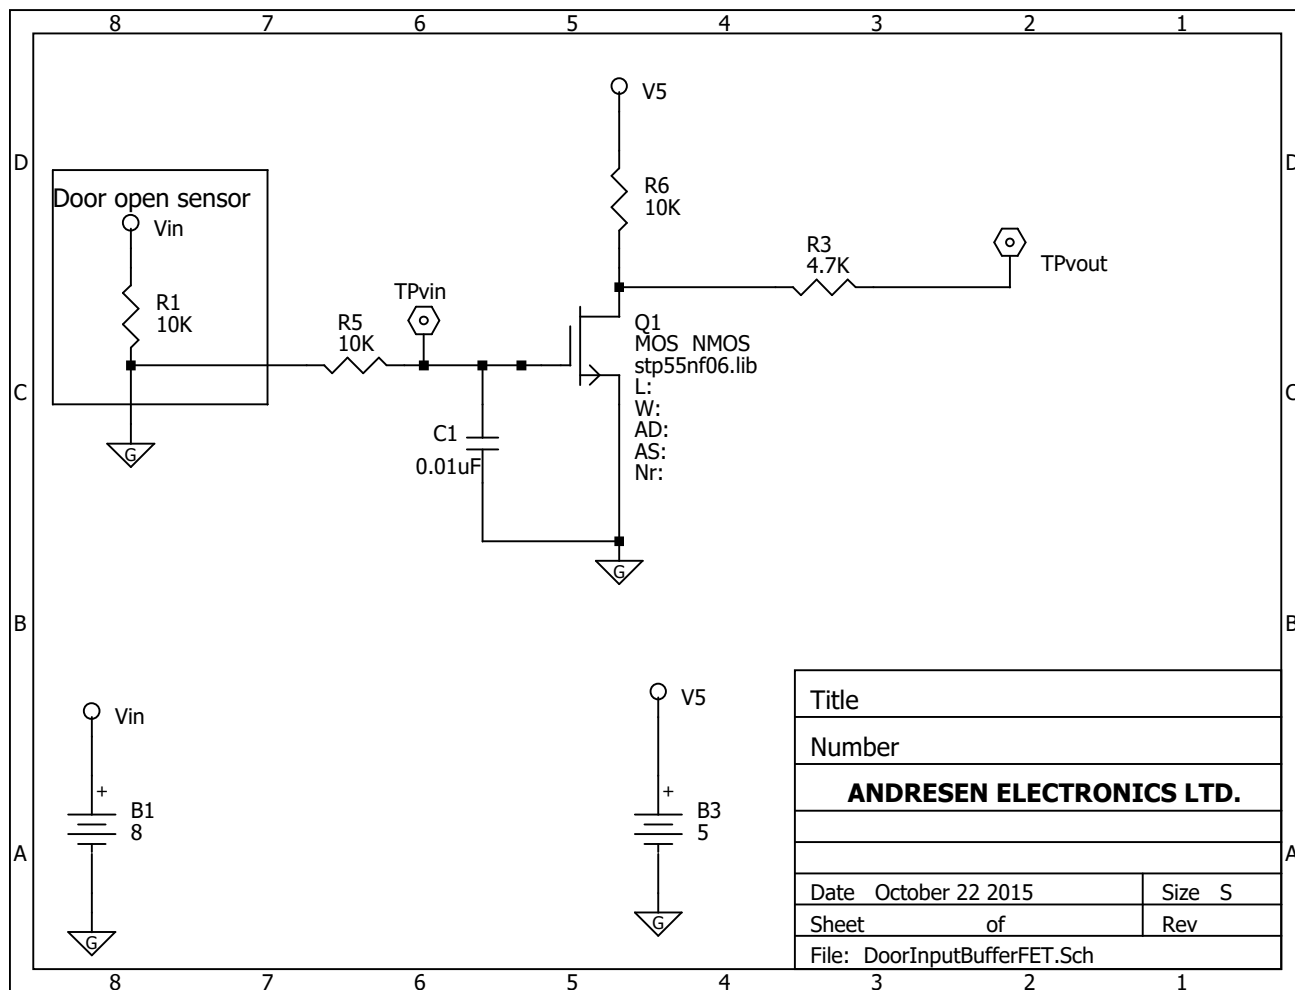 8 7 6 5 4 3 2 1
V5
D D
Door open sensor
Vin
R6
10K
R3
4.7K
TPvout
TPvin
R1
10K
R5
10K
Q1
MOS NMOS
stp55nf06.lib
L:
W:
AD:
AS:
Nr:
C C
C1
0.01uF
G
G
B B
Vin
V5
+
B1
8
+
B3
5
G
G
A A
Title
Number
ANDRESEN ELECTRONICS LTD.
Date October 22 2015 Size S
Sheet of Rev
File: DoorInputBufferFET.Sch
8 7 6 5 4 3 2 1